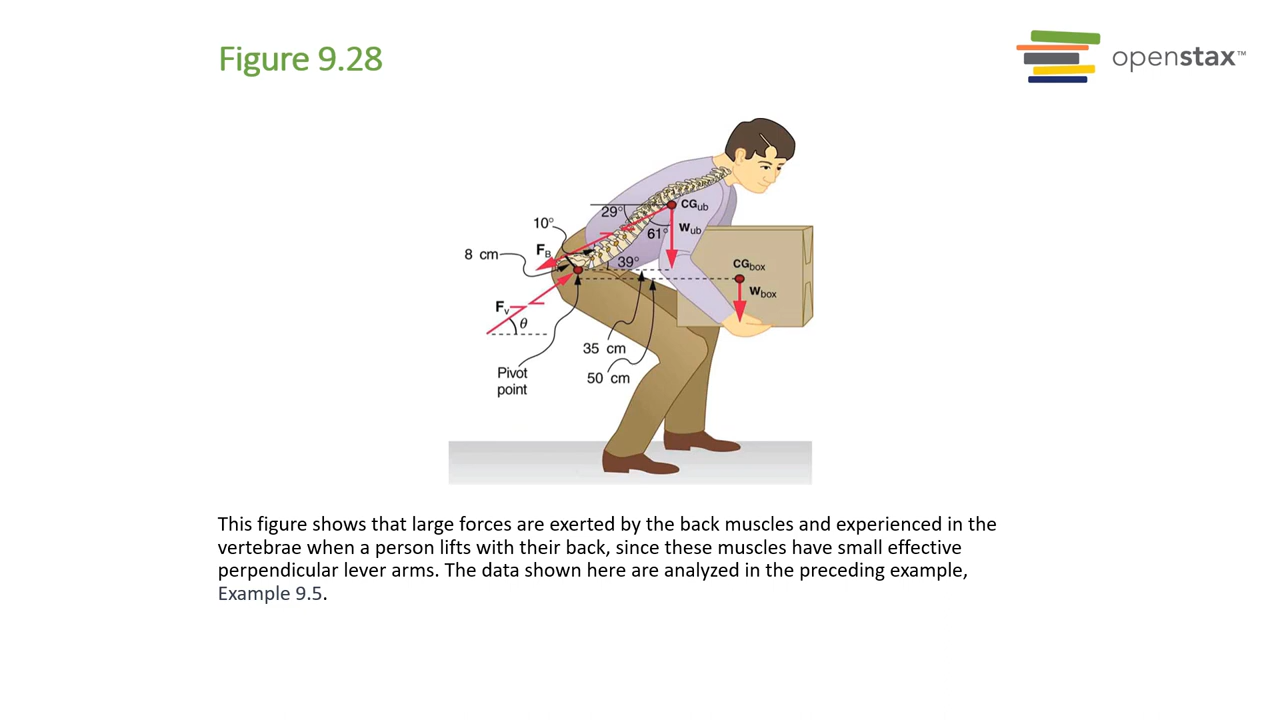 Figure 9.28
openstax™
29°
CGub
10°
61°
Wub
FB
8 cm
39°
CGbox
Wbox
Fv
θ
35 cm
Pivot
point
50 cm
This figure shows that large forces are exerted by the back muscles and experienced in the
vertebrae when a person lifts with their back, since these muscles have small effective
perpendicular lever arms. The data shown here are analyzed in the preceding example,
Example 9.5.